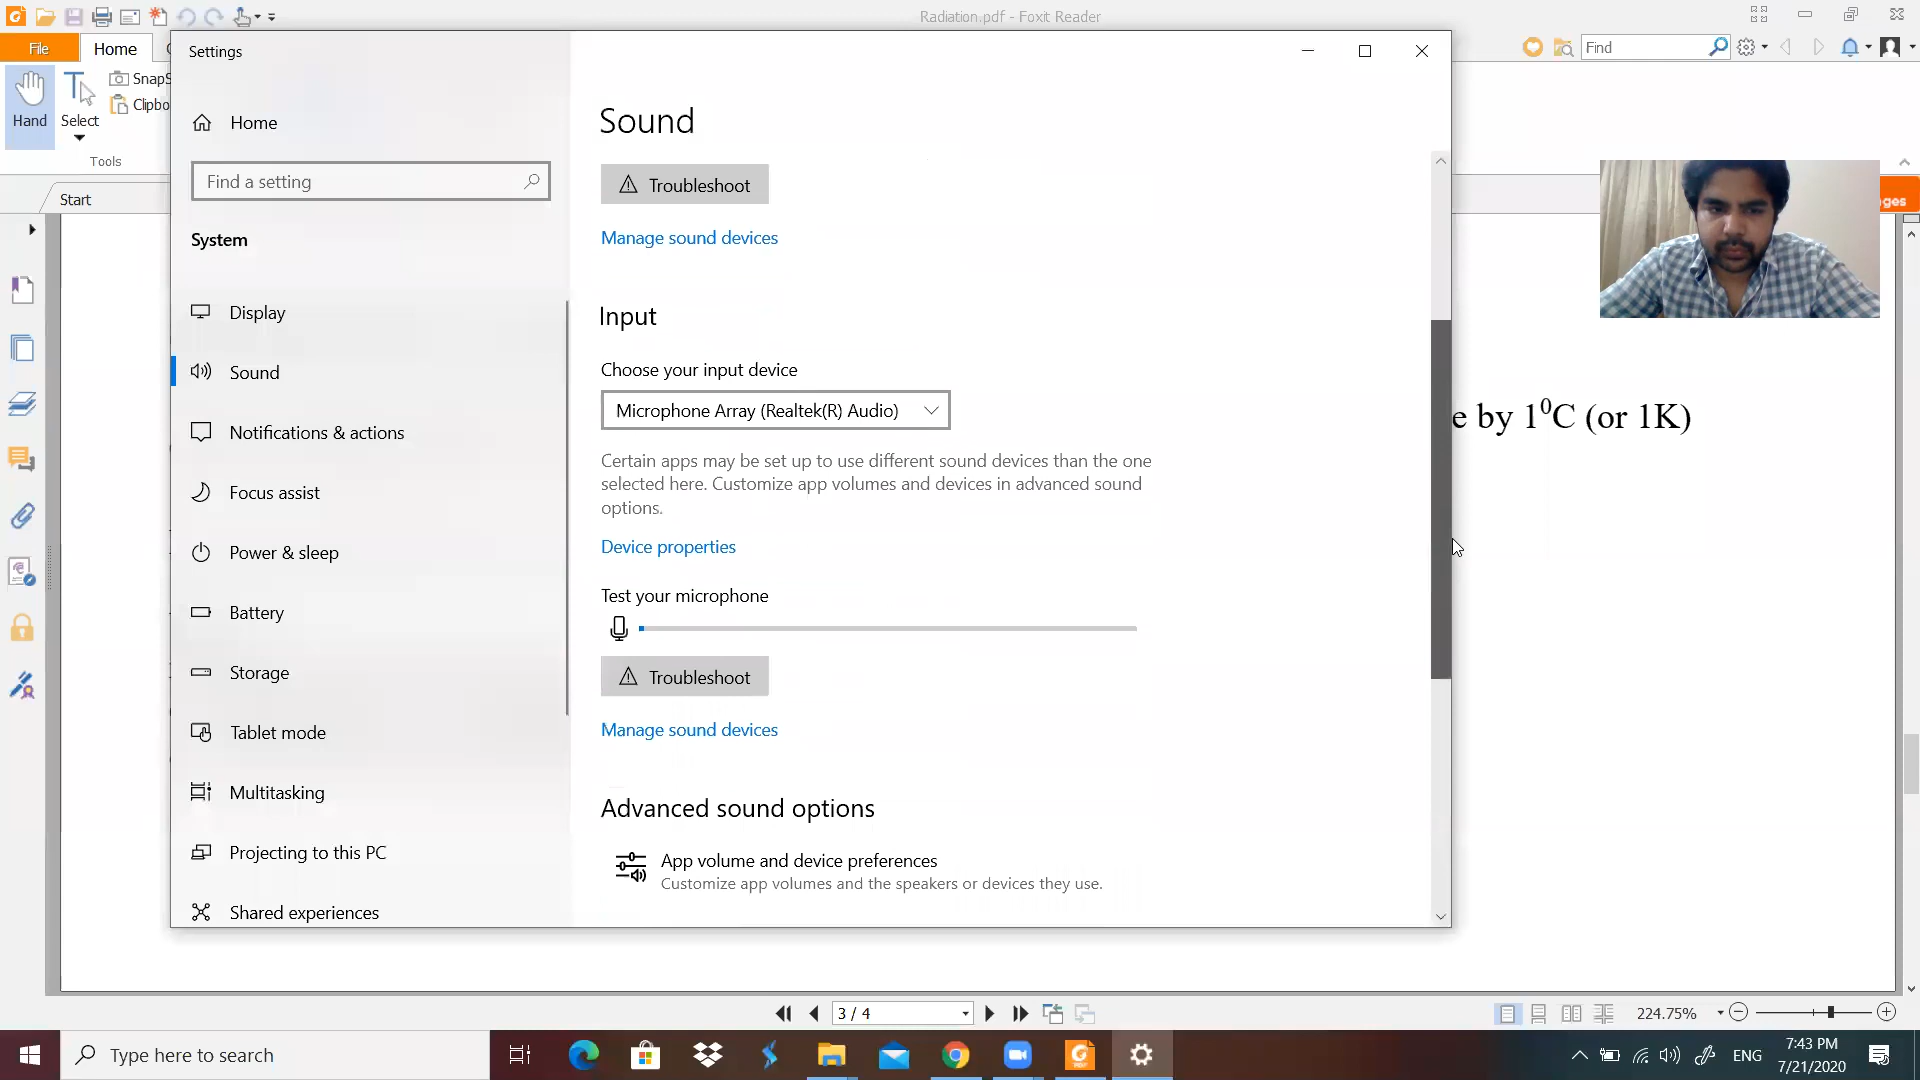 Radiation.pdf - Foxit Reader
File
Home
Find
Hand
Select
SnapS
Clipbo
Tools
Start
ges
Settings
Home
Find a setting
System
Display
Sound
Notifications & actions
Focus assist
Power & sleep
Battery
Storage
Tablet mode
Multitasking
Projecting to this PC
Shared experiences
Sound
Troubleshoot
Manage sound devices
Input
Choose your input device
Microphone Array (Realtek(R) Audio)
Certain apps may be set up to use different sound devices than the one
selected here. Customize app volumes and devices in advanced sound
options.
Device properties
Test your microphone
Troubleshoot
Manage sound devices
Advanced sound options
App volume and device preferences
Customize app volumes and the speakers or devices they use.
e by 1⁰C (or 1K)
3 / 4
224.75%
Type here to search
ENG
7:43 PM
7/21/2020